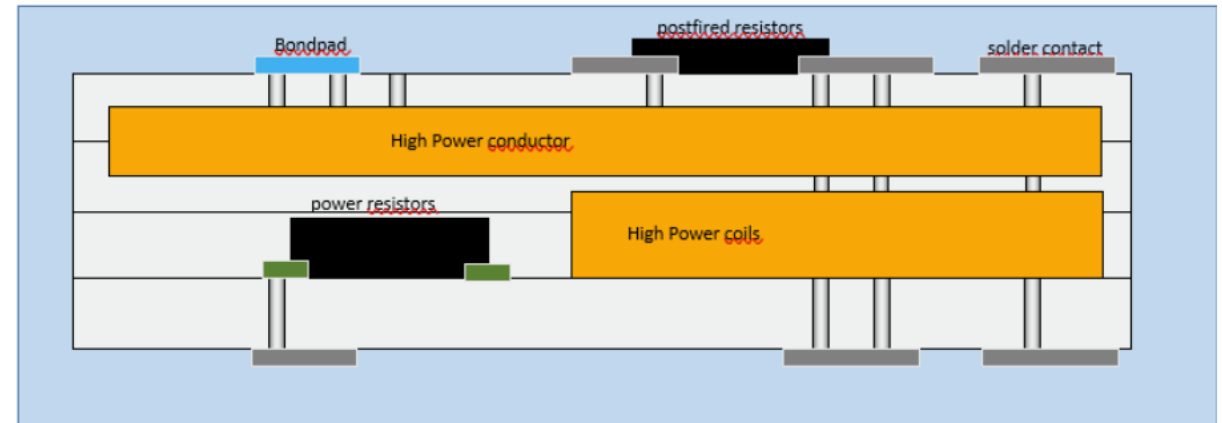 postfired resistors
Bondpad
solder contact
High Power conductor
power resistors
High Power coils